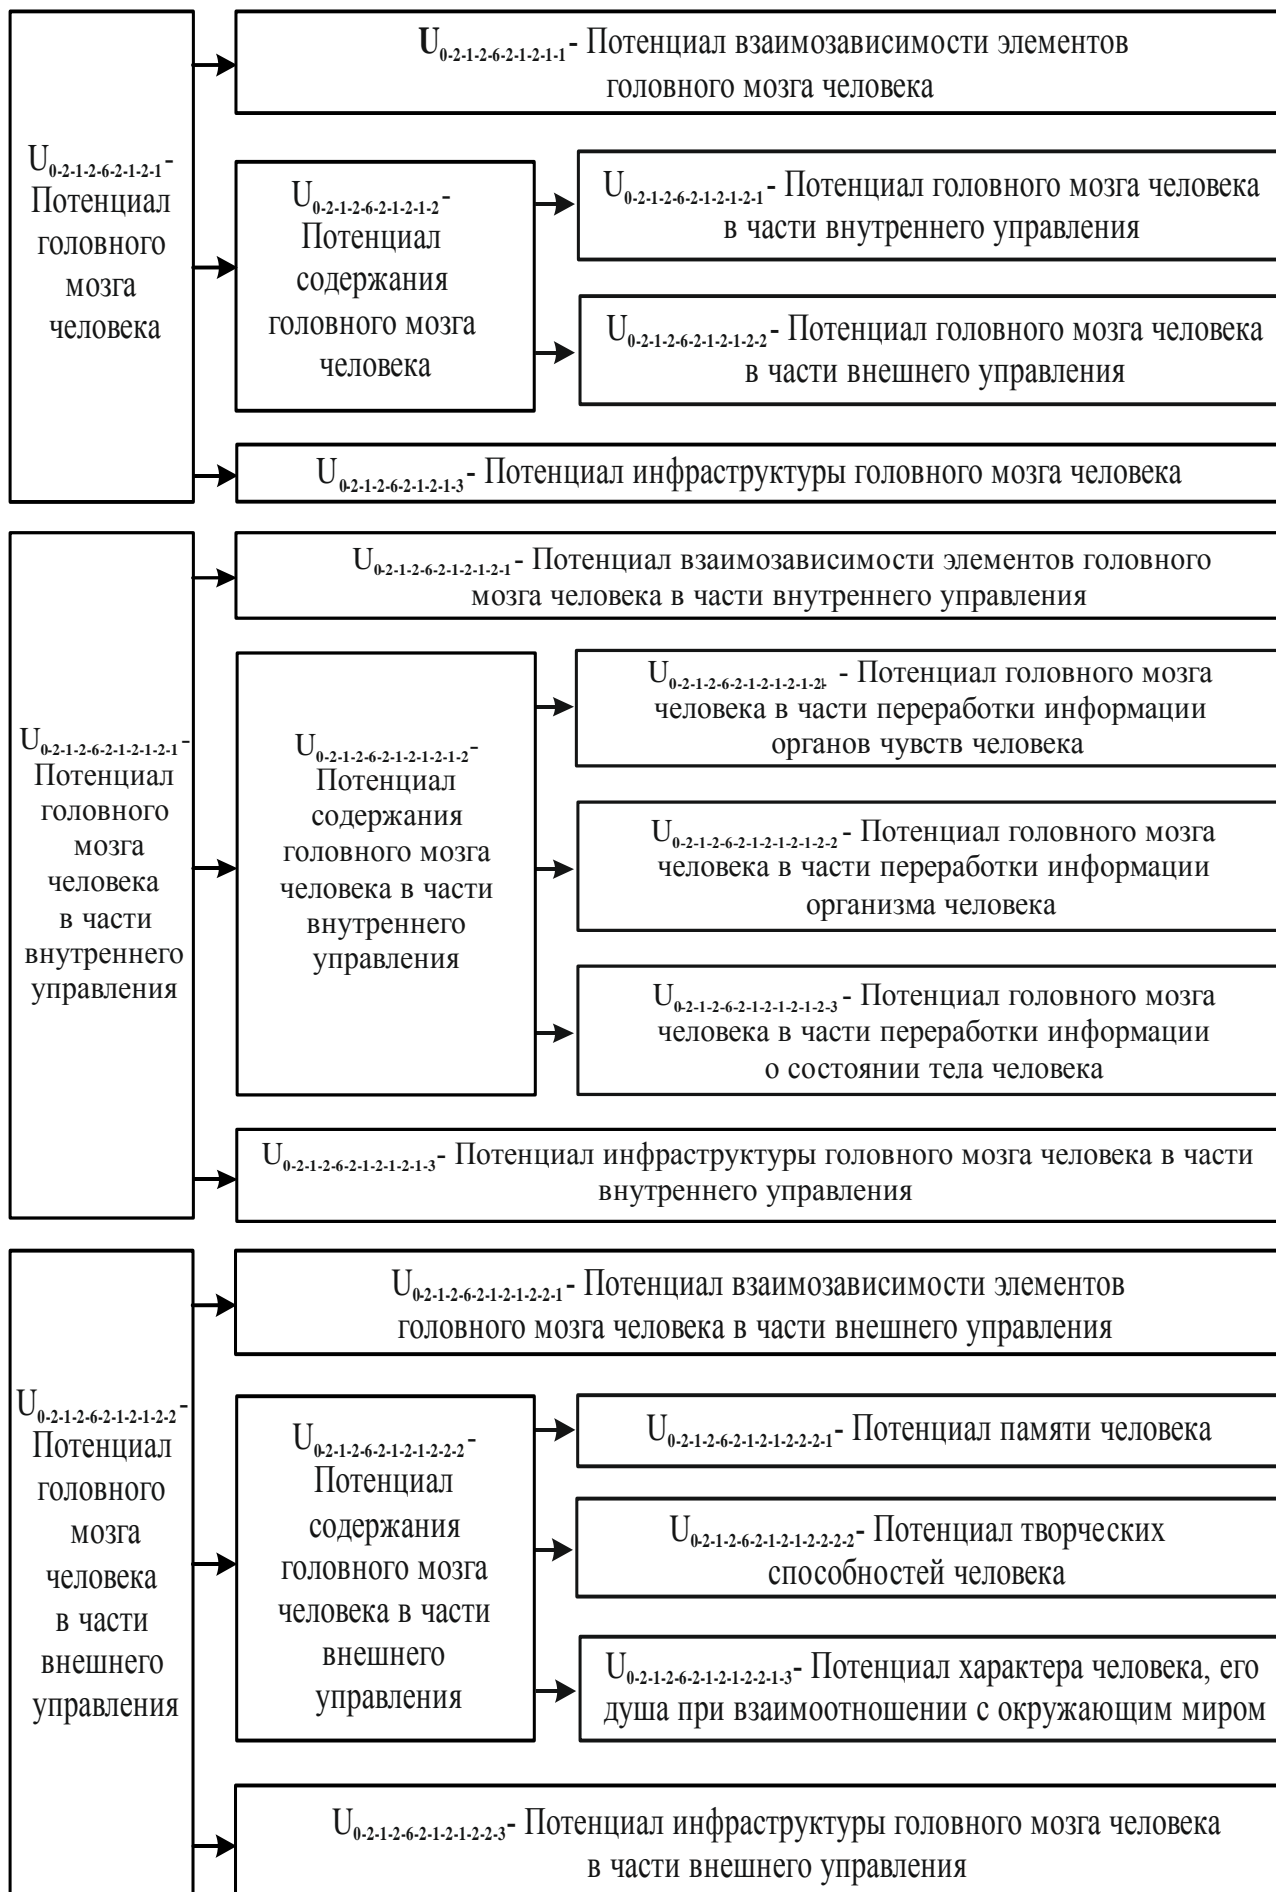 U0-2-1-2-6-2-1-2-1-
Потенциал
головного
мозга
человека
U0-2-1-2-6-2-1-2-1-1- Потенциал взаимозависимости элементов
головного мозга человека
U0-2-1-2-6-2-1-2-1-2-
Потенциал
содержания
головного мозга
человека
U0-2-1-2-6-2-1-2-1-2-1- Потенциал головного мозга человека
в части внутреннего управления
U0-2-1-2-6-2-1-2-1-2-2- Потенциал головного мозга человека
в части внешнего управления
U0-2-1-2-6-2-1-2-1-3- Потенциал инфраструктуры головного мозга человека
U0-2-1-2-6-2-1-2-1-2-1-
Потенциал
головного
мозга
человека
в части
внутреннего
управления
U0-2-1-2-6-2-1-2-1-2-1- Потенциал взаимозависимости элементов головного
мозга человека в части внутреннего управления
U0-2-1-2-6-2-1-2-1-2-1-2-
Потенциал
содержания
головного мозга
человека в части
внутреннего
управления
U0-2-1-2-6-2-1-2-1-2-1-2- - Потенциал головного мозга
человека в части переработки информации
органов чувств человека
U0-2-1-2-6-2-1-2-1-2-1-2-2- Потенциал головного мозга
человека в части переработки информации
организма человека
U0-2-1-2-6-2-1-2-1-2-1-2-3- Потенциал головного мозга
человека в части переработки информации
о состоянии тела человека
U0-2-1-2-6-2-1-2-1-2-1-3- Потенциал инфраструктуры головного мозга человека в части
внутреннего управления
U0-2-1-2-6-2-1-2-1-2-2-
Потенциал
головного
мозга
человека
в части
внешнего
управления
U0-2-1-2-6-2-1-2-1-2-2-1- Потенциал взаимозависимости элементов
головного мозга человека в части внешнего управления
U0-2-1-2-6-2-1-2-1-2-2-2-
Потенциал
содержания
головного мозга
человека в части
внешнего
управления
U0-2-1-2-6-2-1-2-1-2-2-2-1- Потенциал памяти человека
U0-2-1-2-6-2-1-2-1-2-2-2-2- Потенциал творческих
способностей человека
U0-2-1-2-6-2-1-2-1-2-2-1-3- Потенциал характера человека, его
душа при взаимоотношении с окружающим миром
U0-2-1-2-6-2-1-2-1-2-2-3- Потенциал инфраструктуры головного мозга человека
в части внешнего управления